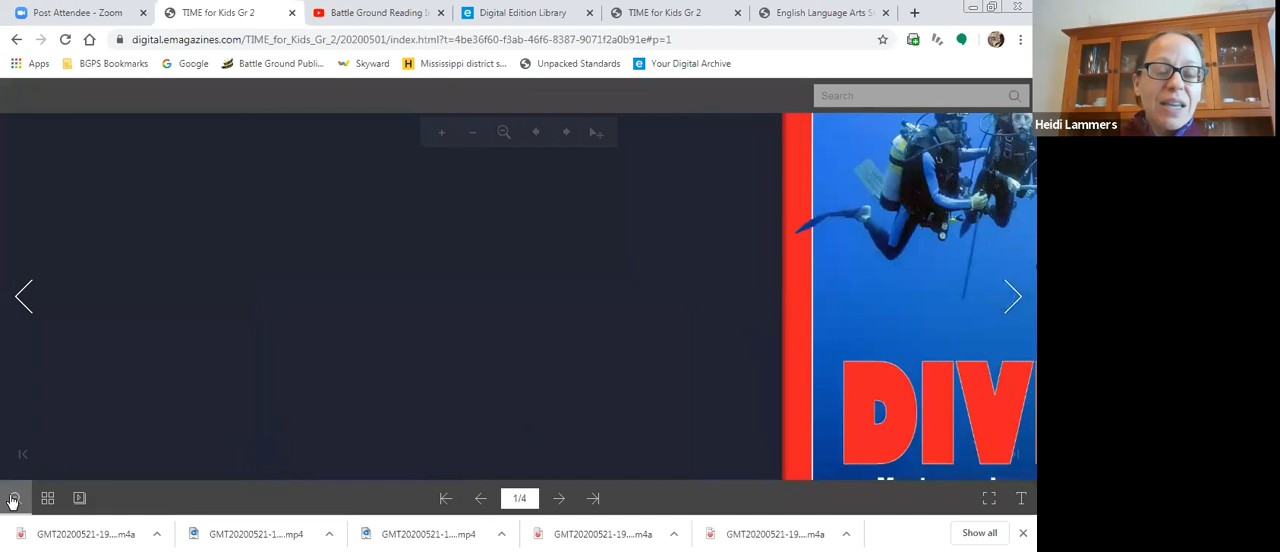 Post Attendee - Zoom
TIME for Kids Gr 2
Battle Ground Reading I
Digital Edition Library
TIME for Kids Gr 2
English Language Arts S
digital.emagazines.com/TIME_for_Kids_Gr_2/20200501/index.html?t=4be36f60-f3ab-46f6-8387-9071f2a0b91e#p=1
Apps
BGPS Bookmarks
Google
Battle Ground Publi...
Skyward
Mississippi district s...
Unpacked Standards
Your Digital Archive
Search
Heidi Lammers
DIV
1/4
T
GMT20200521-19....m4a
GMT20200521-1....mp4
GMT20200521-1....mp4
GMT20200521-19....m4a
GMT20200521-19....m4a
Show all